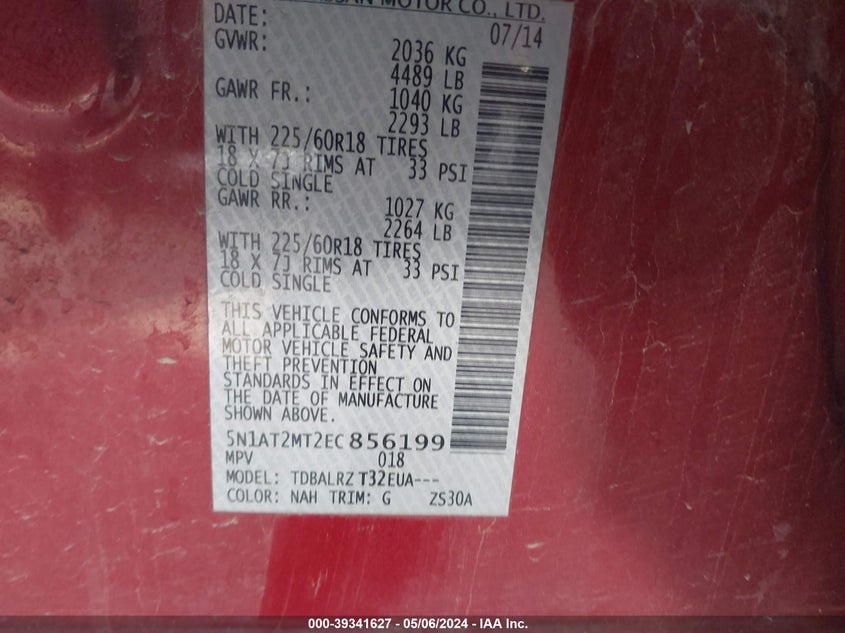 NISSAN MOTOR CO., LTD.
DATE: 07/14
GVWR: 2036 KG
4489 LB
GAWR FR.: 1040 KG
2293 LB
WITH 225/60R18 TIRES
18 X 7J RIMS AT 33 PSI
COLD SINGLE
GAWR RR.: 1027 KG
2264 LB
WITH 225/60R18 TIRES
18 X 7J RIMS AT 33 PSI
COLD SINGLE
THIS VEHICLE CONFORMS TO
ALL APPLICABLE FEDERAL
MOTOR VEHICLE SAFETY AND
THEFT PREVENTION
STANDARDS IN EFFECT ON
THE DATE OF MANUFACTURE
SHOWN ABOVE.
5N1AT2MT2EC856199
MPV 018
MODEL: TDBALRZ T32EUA---
COLOR: NAH TRIM: G ZS30A
000-39341627 - 05/06/2024 - IAA Inc.